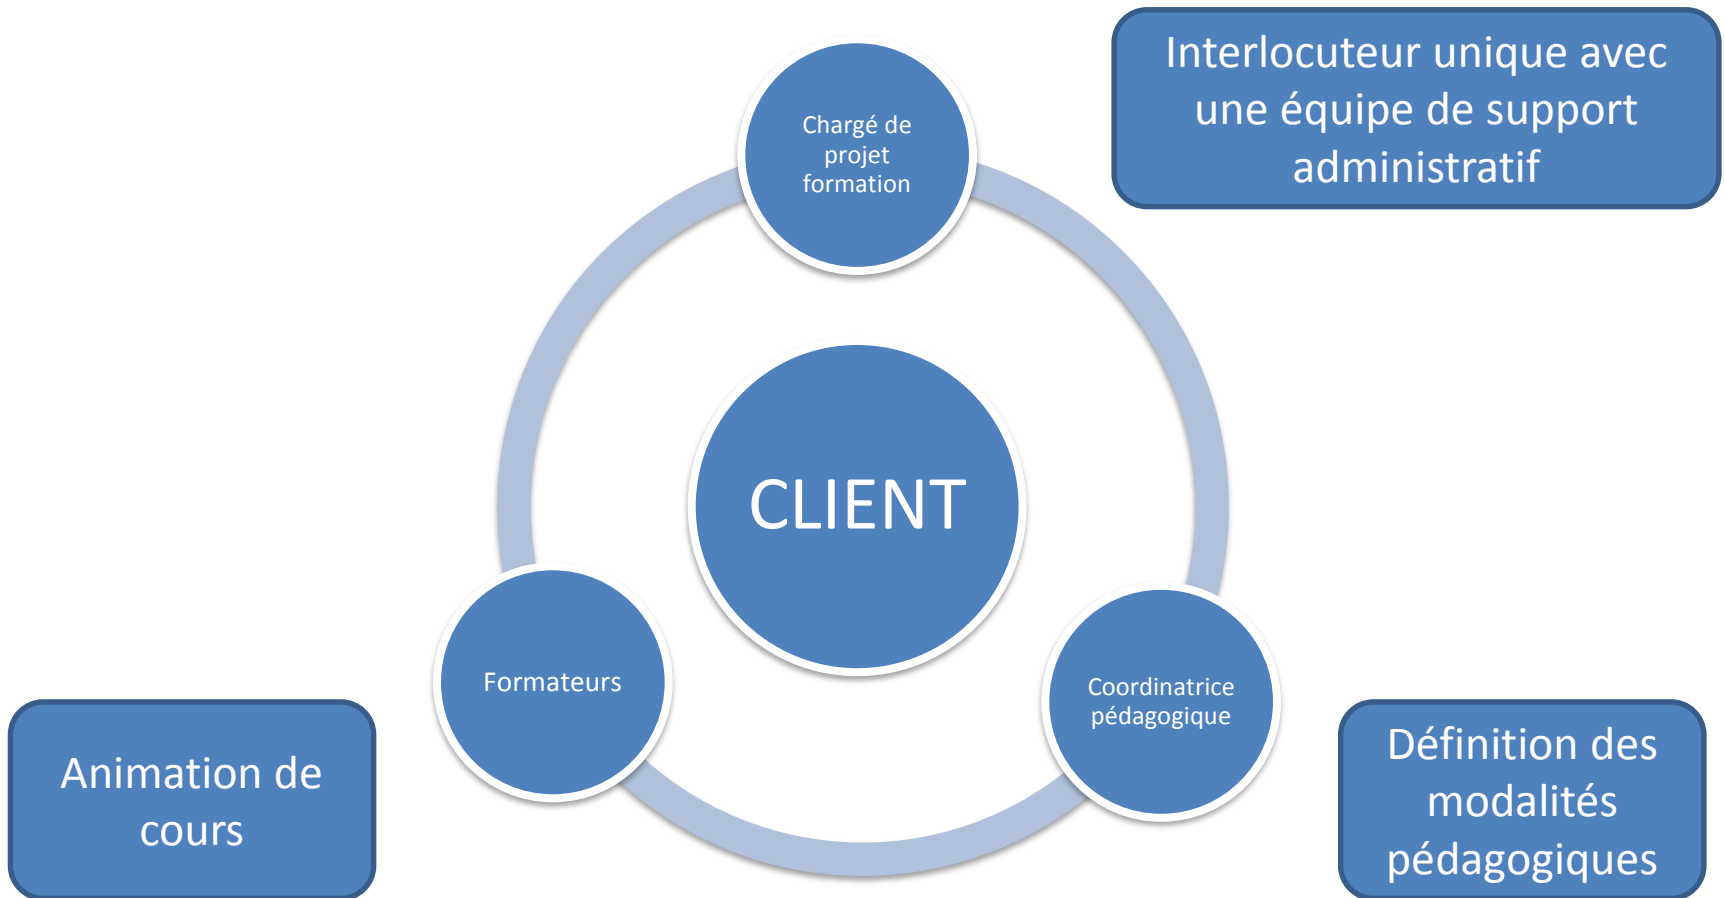 Interlocuteur unique avec
une équipe de support
administratif
Chargé de
projet
formation
CLIENT
Formateurs
Coordinatrice
pédagogique
Animation de
cours
Définition des
modalités
pédagogiques